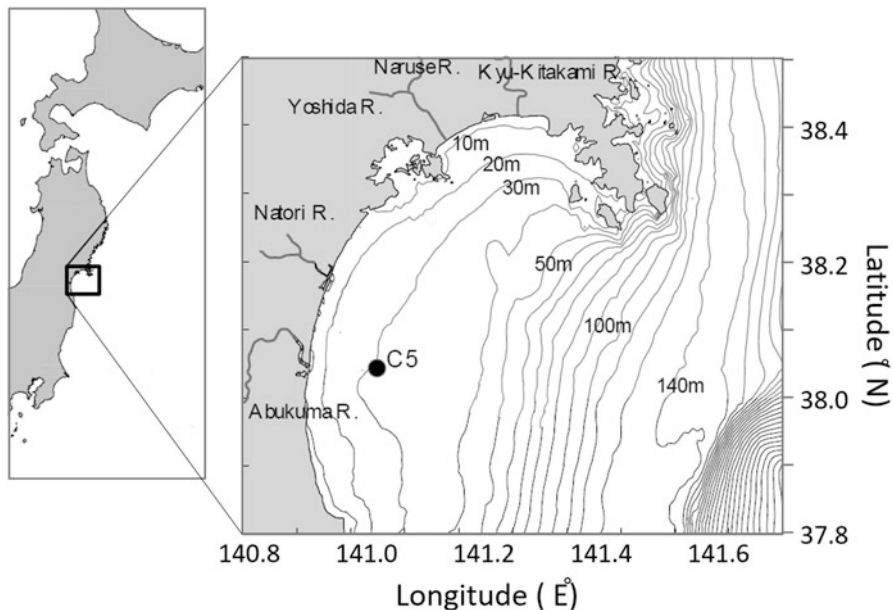 Naruse R.
Kyu-Kitakami R.
Yoshida R.
10m
20m
30m
Natori R.
50m
100m
C5
140m
Abukuma R.
38.4
38.2
38.0
37.8
Latitude (°N)
140.8
141.0
141.2
141.4
141.6
Longitude ( E°)